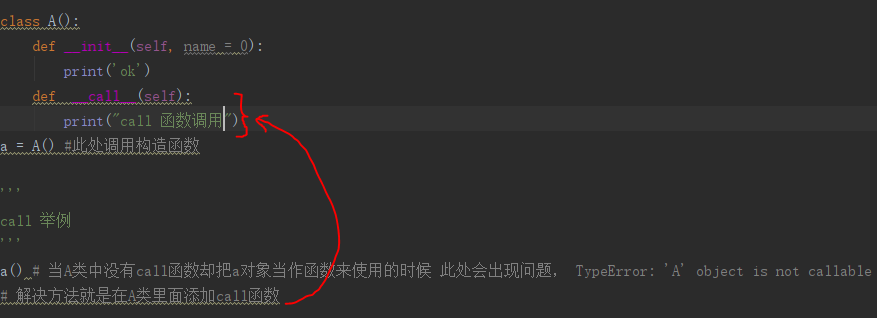 class A():
def __init__(self, name = 0):
print('ok')
def __call__(self):
print("call 函数调用")
a = A() #此处调用构造函数
'''
call 举例
'''
a() # 当A类中没有call函数却把a对象当作函数来使用的时候 此处会出现问题, TypeError: 'A' object is not callable
# 解决方法就是在A类里面添加call函数